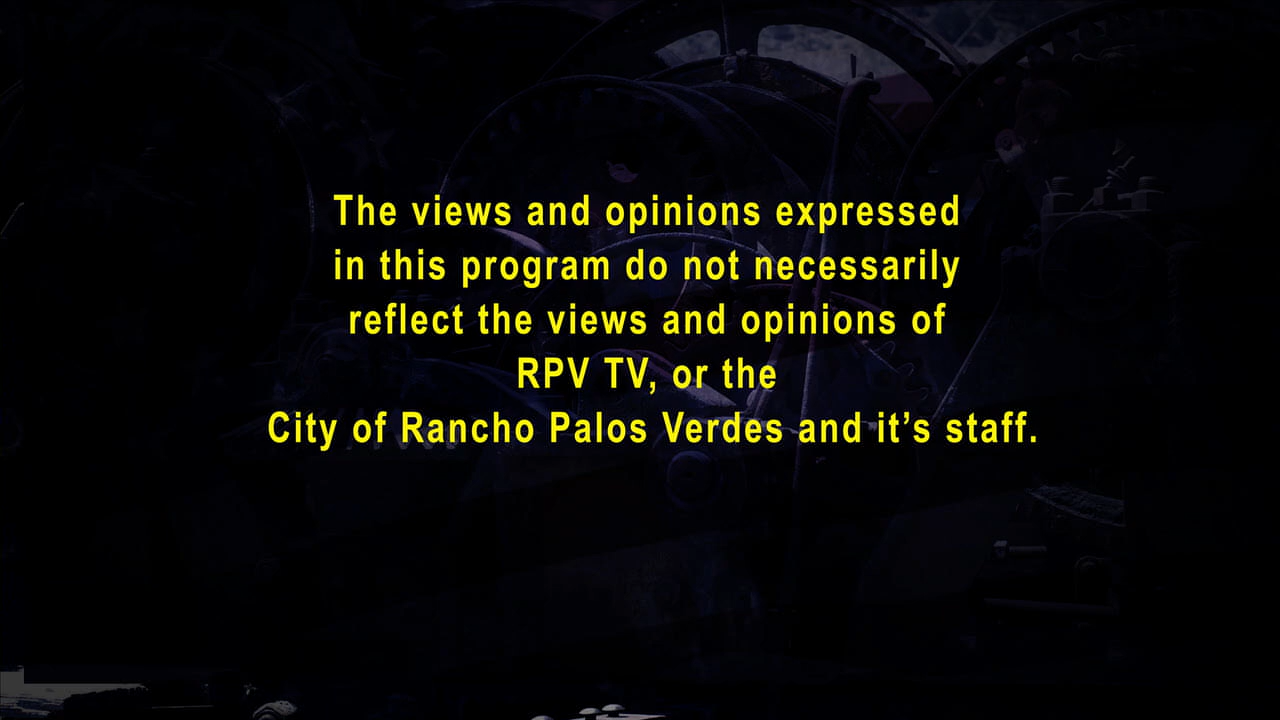 The views and opinions expressed
in this program do not necessarily
reflect the views and opinions of
RPV TV, or the
City of Rancho Palos Verdes and it’s staff.